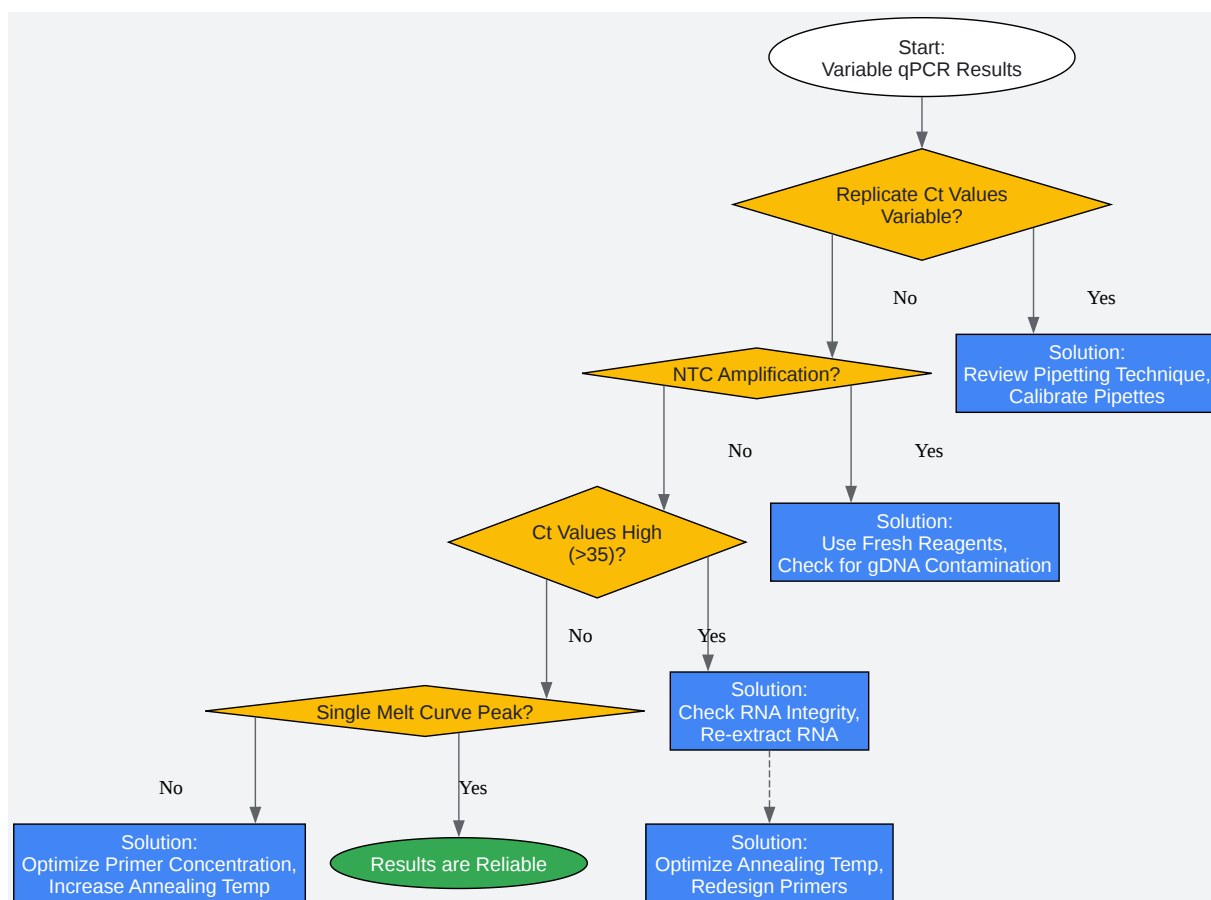 Start:
Variable qPCR Results
Replicate Ct Values
Variable?
No
Yes
Solution:
Review Pipetting Technique,
Calibrate Pipettes
NTC Amplification?
No
Yes
Solution:
Use Fresh Reagents,
Check for gDNA Contamination
Ct Values High
(>35)?
No
Yes
Solution:
Check RNA Integrity,
Re-extract RNA
Single Melt Curve Peak?
No
Yes
Solution:
Optimize Primer Concentration,
Increase Annealing Temp
Results are Reliable
Solution:
Optimize Annealing Temp,
Redesign Primers